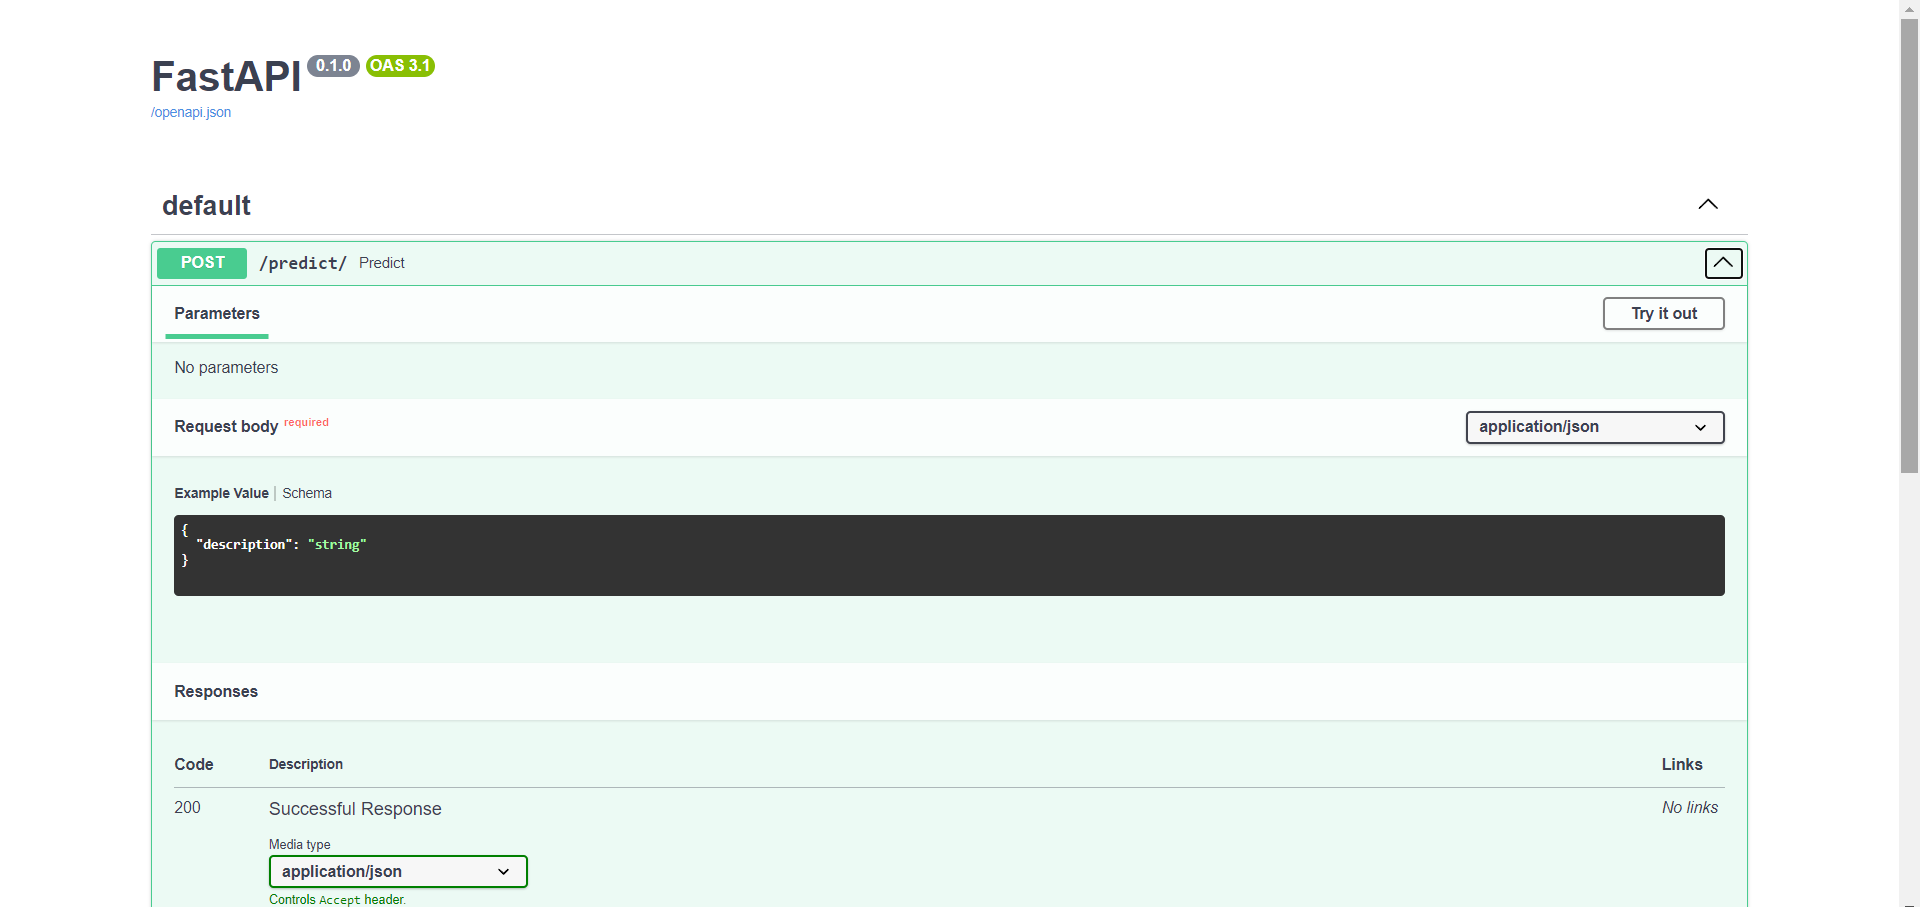 FastAPI 0.1.0 OAS 3.1
/openapi.json
default
POST /predict/ Predict
Parameters Try it out
No parameters
Request body required application/json
Example Value | Schema
{
"description": "string"
}
Responses
Code Description Links
200 Successful Response No links
Media type
application/json
Controls Accept header.